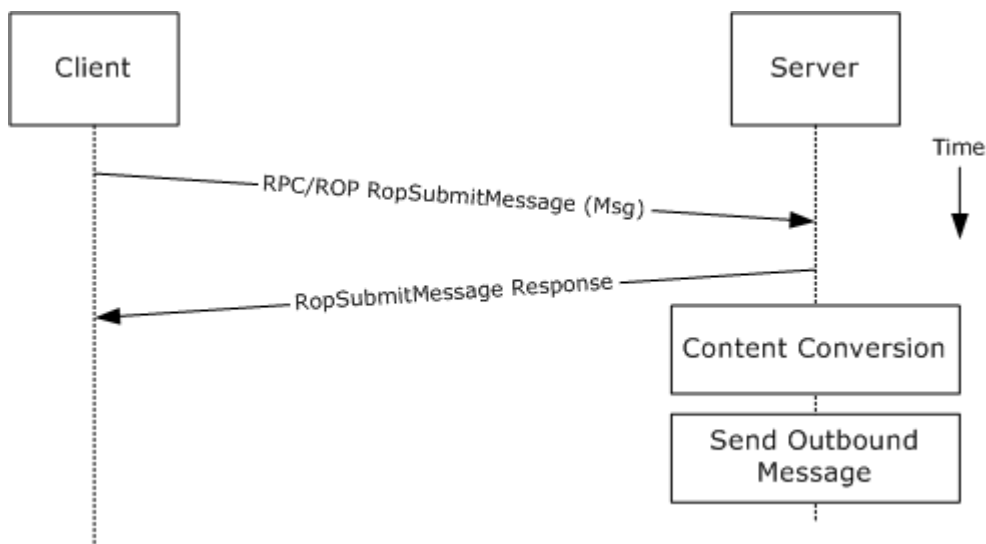 Client
Server
Time
RPC/ROP RopSubmitMessage (Msg)
RopSubmitMessage Response
Content Conversion
Send Outbound
Message